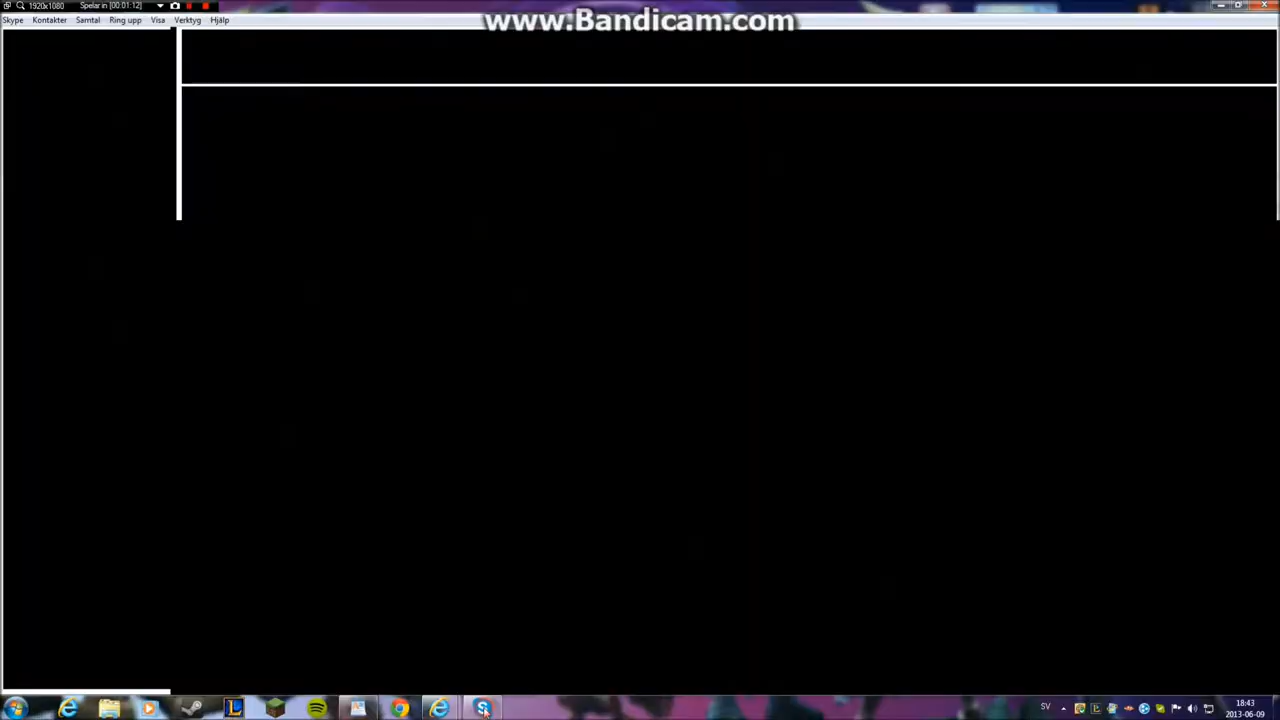 1920x1080 Spelar in [00:01:12]
www.Bandicam.com
Skype Kontakter Samtal Ring upp Visa Verktyg Hjälp
SV 18:43
2013-06-09